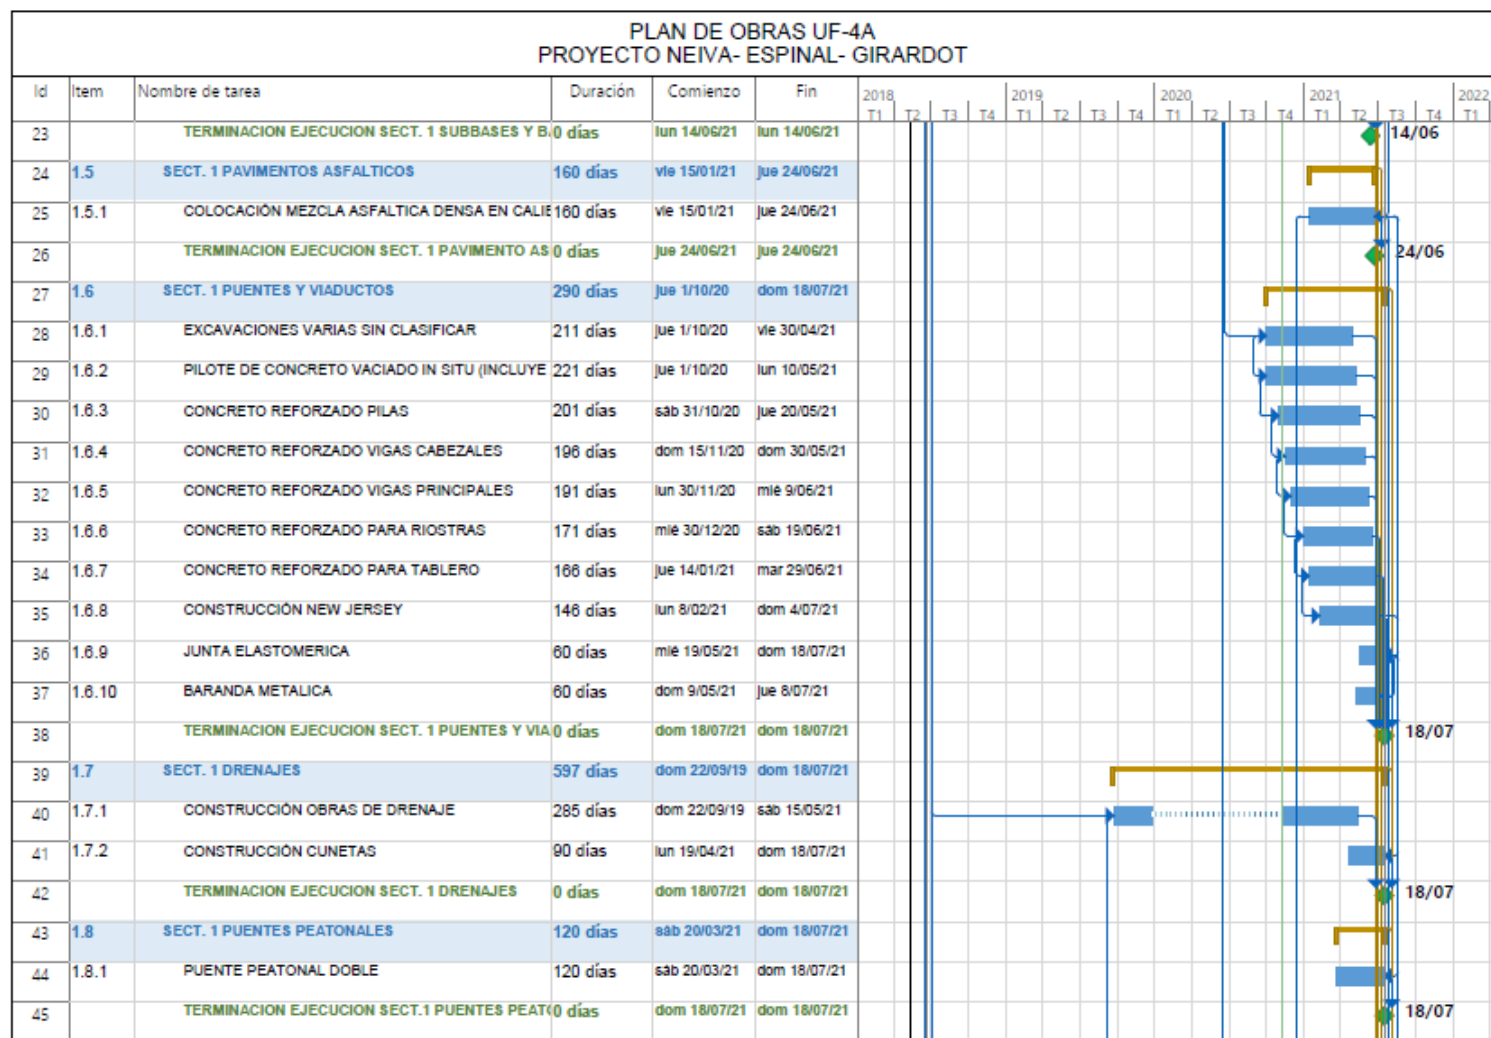 PLAN DE OBRAS UF-4A
PROYECTO NEIVA- ESPINAL- GIRARDOT
Id Item Nombre de tarea Duración Comienzo Fin 2018 2019 2020 2021 2022
T1 T2 T3 T4 T1 T2 T3 T4 T1 T2 T3 T4 T1 T2 T3 T4 T1
23 TERMINACION EJECUCION SECT. 1 SUBBASES Y B 0 días lun 14/06/21 lun 14/06/21 14/06
24 1.5 SECT. 1 PAVIMENTOS ASFALTICOS 160 días vie 15/01/21 jue 24/06/21
25 1.5.1 COLOCACIÓN MEZCLA ASFALTICA DENSA EN CALIE 160 días vie 15/01/21 jue 24/06/21
26 TERMINACION EJECUCION SECT. 1 PAVIMENTO AS 0 días jue 24/06/21 jue 24/06/21 24/06
27 1.6 SECT. 1 PUENTES Y VIADUCTOS 290 días jue 1/10/20 dom 18/07/21
28 1.6.1 EXCAVACIONES VARIAS SIN CLASIFICAR 211 días jue 1/10/20 vie 30/04/21
29 1.6.2 PILOTE DE CONCRETO VACIADO IN SITU (INCLUYE 221 días jue 1/10/20 lun 10/05/21
30 1.6.3 CONCRETO REFORZADO PILAS 201 días sáb 31/10/20 jue 20/05/21
31 1.6.4 CONCRETO REFORZADO VIGAS CABEZALES 196 días dom 15/11/20 dom 30/05/21
32 1.6.5 CONCRETO REFORZADO VIGAS PRINCIPALES 191 días lun 30/11/20 mié 9/06/21
33 1.6.6 CONCRETO REFORZADO PARA RIOSTRAS 171 días mié 30/12/20 sáb 19/06/21
34 1.6.7 CONCRETO REFORZADO PARA TABLERO 166 días jue 14/01/21 mar 29/06/21
35 1.6.8 CONSTRUCCIÓN NEW JERSEY 146 días lun 8/02/21 dom 4/07/21
36 1.6.9 JUNTA ELASTOMERICA 60 días mié 19/05/21 dom 18/07/21
37 1.6.10 BARANDA METALICA 60 días dom 9/05/21 jue 8/07/21
38 TERMINACION EJECUCION SECT. 1 PUENTES Y VIA 0 días dom 18/07/21 dom 18/07/21 18/07
39 1.7 SECT. 1 DRENAJES 597 días dom 22/09/19 dom 18/07/21
40 1.7.1 CONSTRUCCIÓN OBRAS DE DRENAJE 285 días dom 22/09/19 sáb 15/05/21
41 1.7.2 CONSTRUCCIÓN CUNETAS 90 días lun 19/04/21 dom 18/07/21
42 TERMINACION EJECUCION SECT. 1 DRENAJES 0 días dom 18/07/21 dom 18/07/21 18/07
43 1.8 SECT. 1 PUENTES PEATONALES 120 días sáb 20/03/21 dom 18/07/21
44 1.8.1 PUENTE PEATONAL DOBLE 120 días sáb 20/03/21 dom 18/07/21
45 TERMINACION EJECUCION SECT.1 PUENTES PEAT 0 días dom 18/07/21 dom 18/07/21 18/07